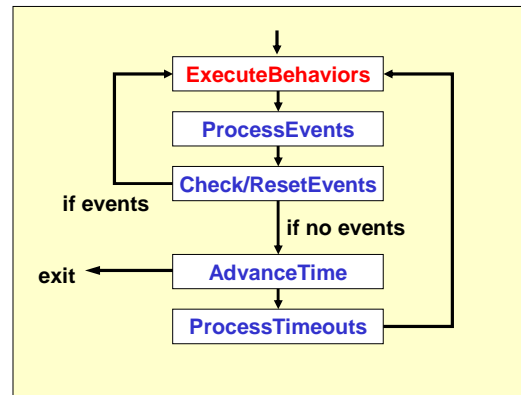 ExecuteBehaviors
ProcessEvents
Check/ResetEvents
if events
if no events
exit
AdvanceTime
ProcessTimeouts